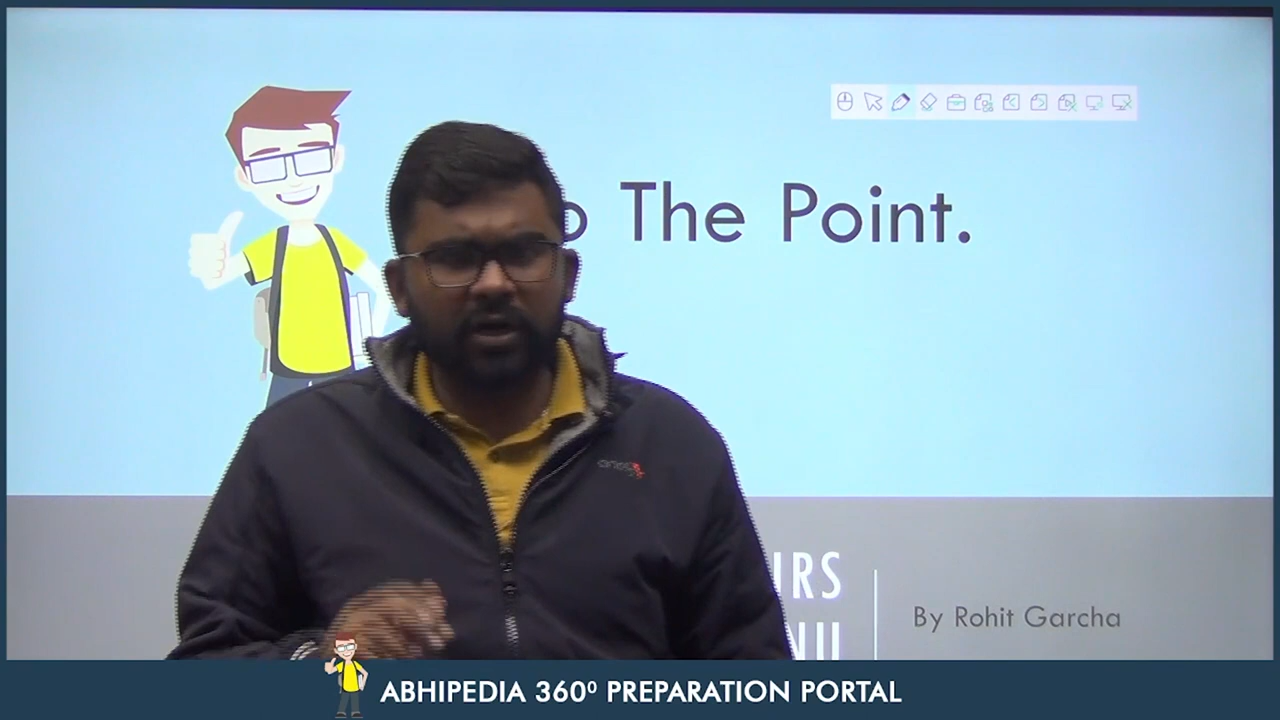 The Point.
By Rohit Garcha
ABHIPEDIA 360⁰ PREPARATION PORTAL